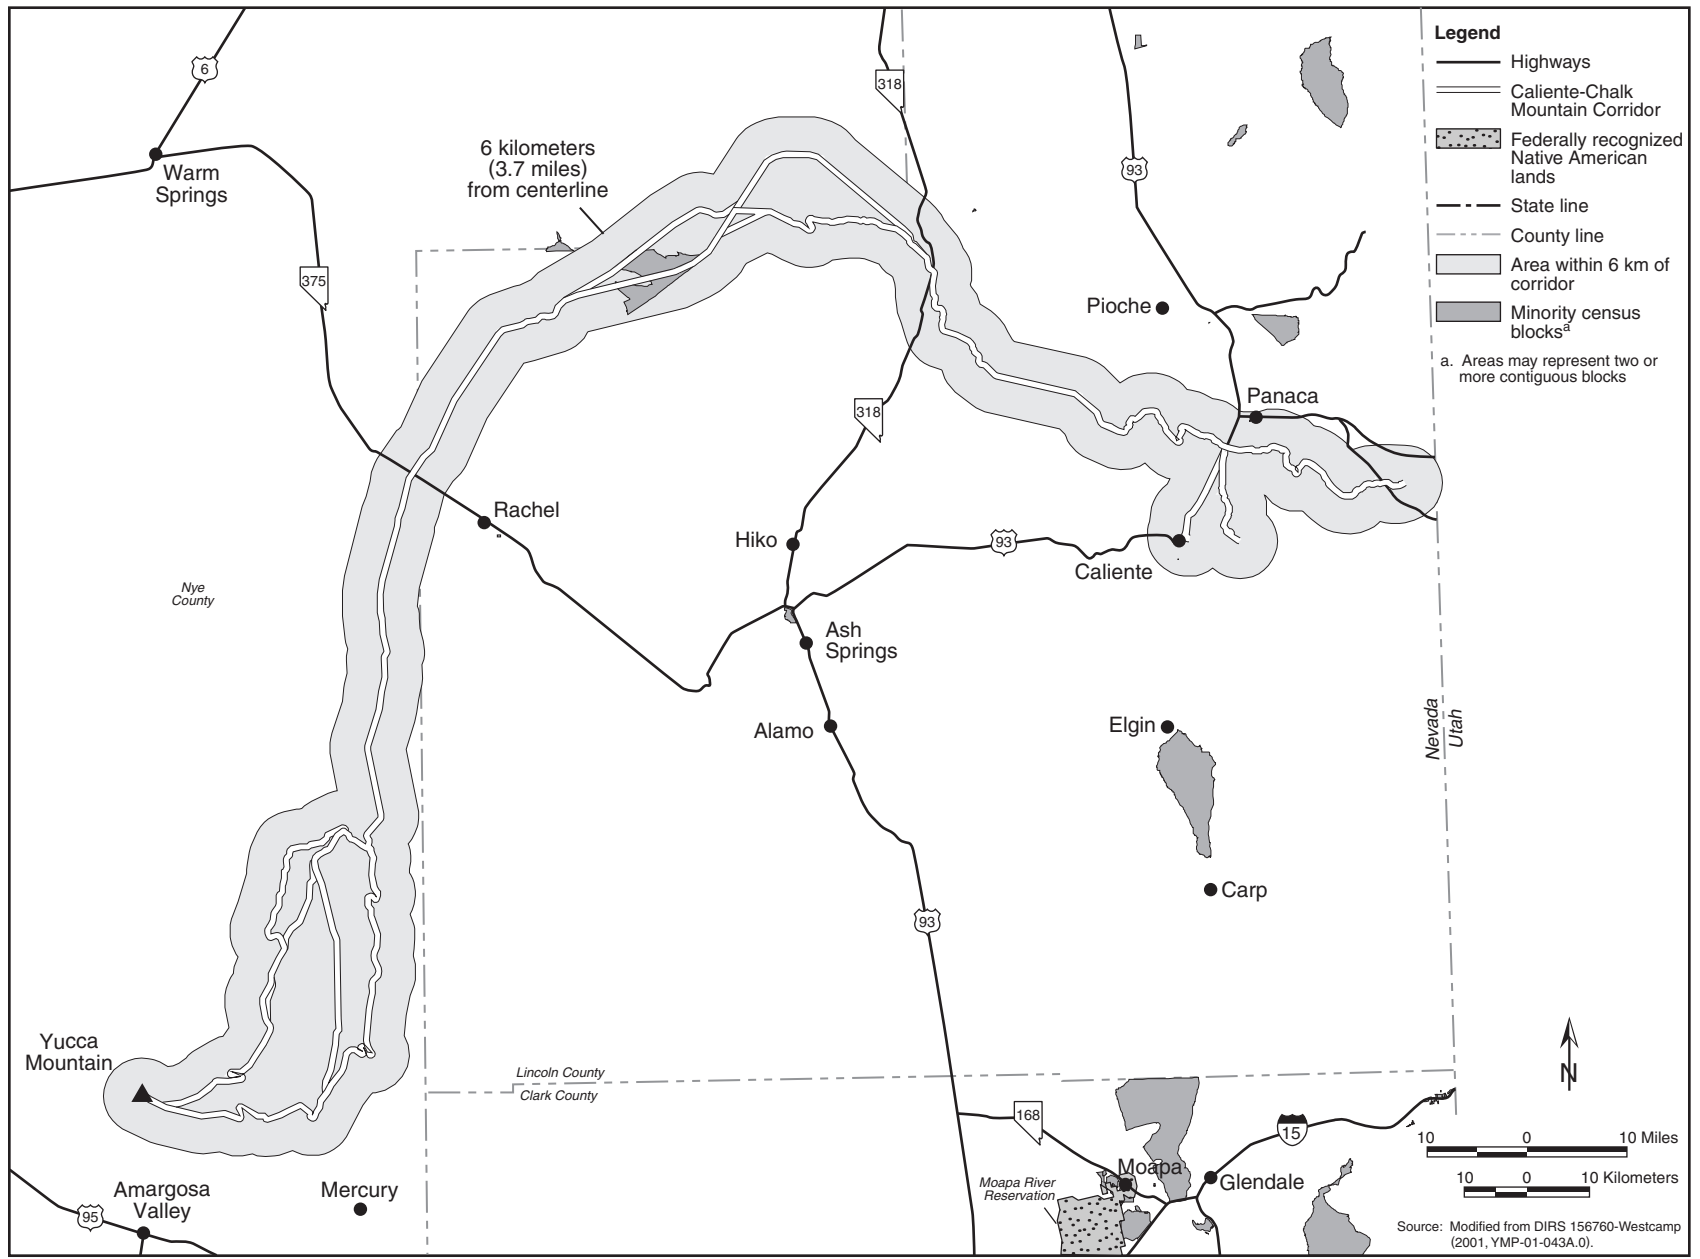 6
318
Legend
Highways
Caliente-Chalk
Mountain Corridor
Federally recognized
Native American
lands
State line
County line
Area within 6 km of
corridor
Minority census
blocksᵃ
a. Areas may represent two or
more contiguous blocks
6 kilometers
(3.7 miles)
from centerline
93
Warm
Springs
375
Pioche
318
Panaca
Rachel
Hiko
93
Caliente
Nye
County
Ash
Springs
Alamo
Elgin
Nevada
Utah
Carp
93
Yucca
Mountain
Lincoln County
Clark County
N
168
15
10 0 10 Miles
10 0 10 Kilometers
Moapa
Glendale
Moapa River
Reservation
Amargosa
Valley
Mercury
95
Source: Modified from DIRS 156760-Westcamp
(2001, YMP-01-043A.0).